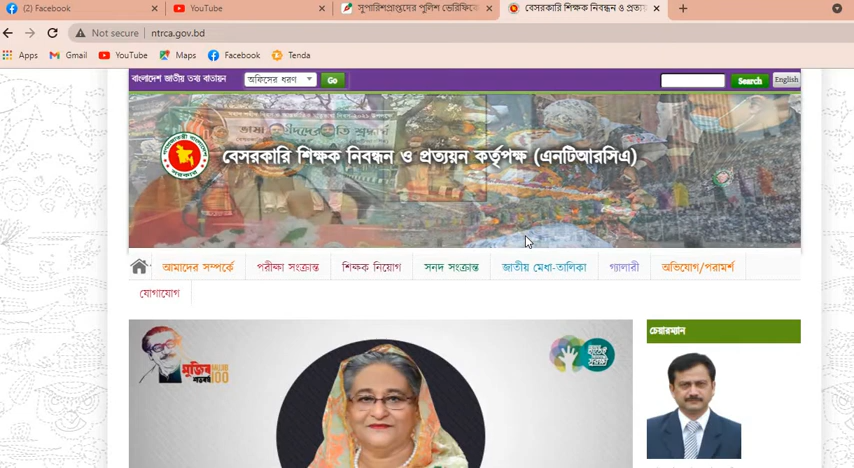 (2) Facebook
YouTube
সুপারিশপ্রাপ্তদের পুলিশ ভেরিফিকে
বেসরকারি শিক্ষক নিবন্ধন ও প্রত্যয়
Not secure
ntrca.gov.bd
Apps
Gmail
YouTube
Maps
Facebook
Tenda
বাংলাদেশ জাতীয় তথ্য বাতায়ন
অফিসের ধরণ
Go
Search
English
বেসরকারি শিক্ষক নিবন্ধন ও প্রত্যয়ন কর্তৃপক্ষ (এনটিআরসিএ)
আমাদের সম্পর্কে
পরীক্ষা সংক্রান্ত
শিক্ষক নিয়োগ
সনদ সংক্রান্ত
জাতীয় মেধা-তালিকা
গ্যালারী
অভিযোগ/পরামর্শ
যোগাযোগ
চেয়ারম্যান
মুজিব
শতবর্ষ
100